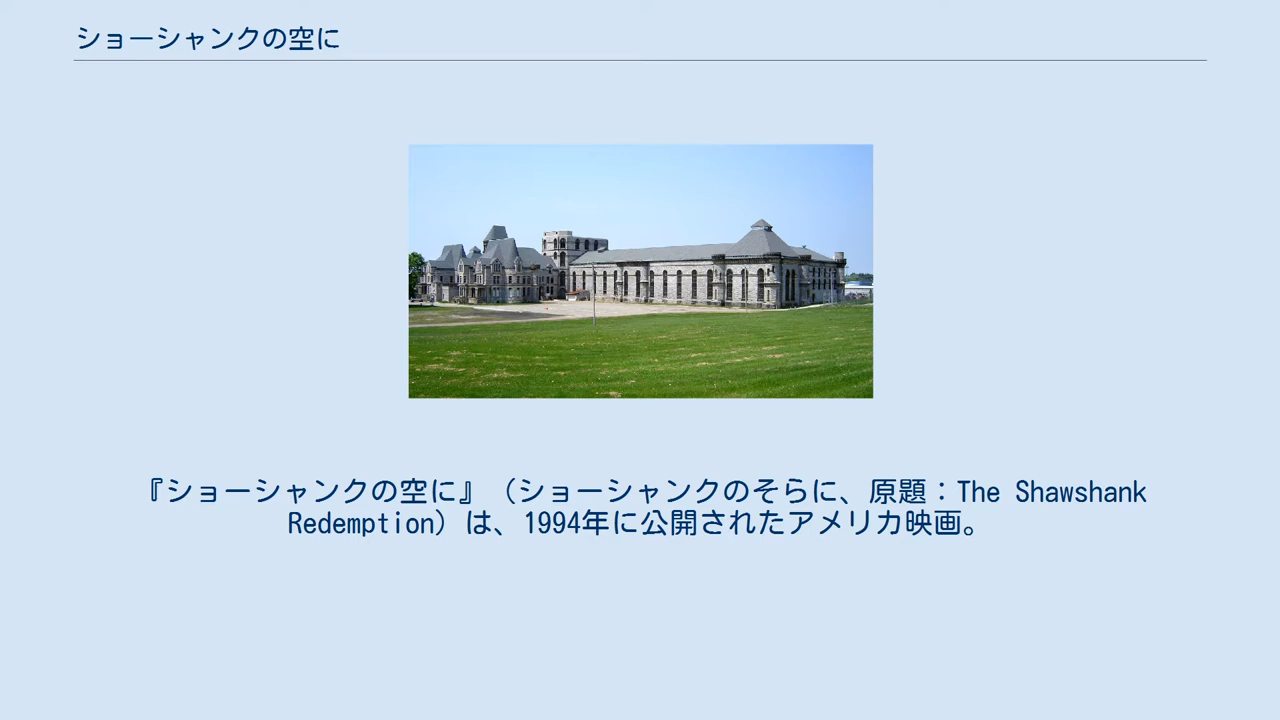 ショーシャンクの空に
『ショーシャンクの空に』（ショーシャンクのそらに、原題：The Shawshank
Redemption）は、1994年に公開されたアメリカ映画。